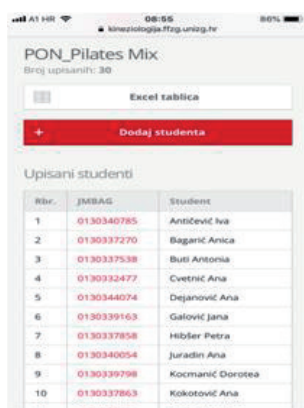 A1 HR 08:55 80%
kineziologija.ffzg.unizg.hr
PON_Pilates Mix
Broj upisanih: 30
Excel tablica
+ Dodaj studenta
Upisani studenti
Rbr. JMBAG Student
1 0130340785 Antičević Iva
2 0130337270 Bagarić Anica
3 0130337538 Buti Antonia
4 0130332477 Cvetnić Ana
5 0130344074 Dejanović Ana
6 0130339163 Galović Jana
7 0130337858 Hibšer Petra
8 0130340054 Juradin Ana
9 0130339798 Kocmanić Dorotea
10 0130337863 Kokotović Ana